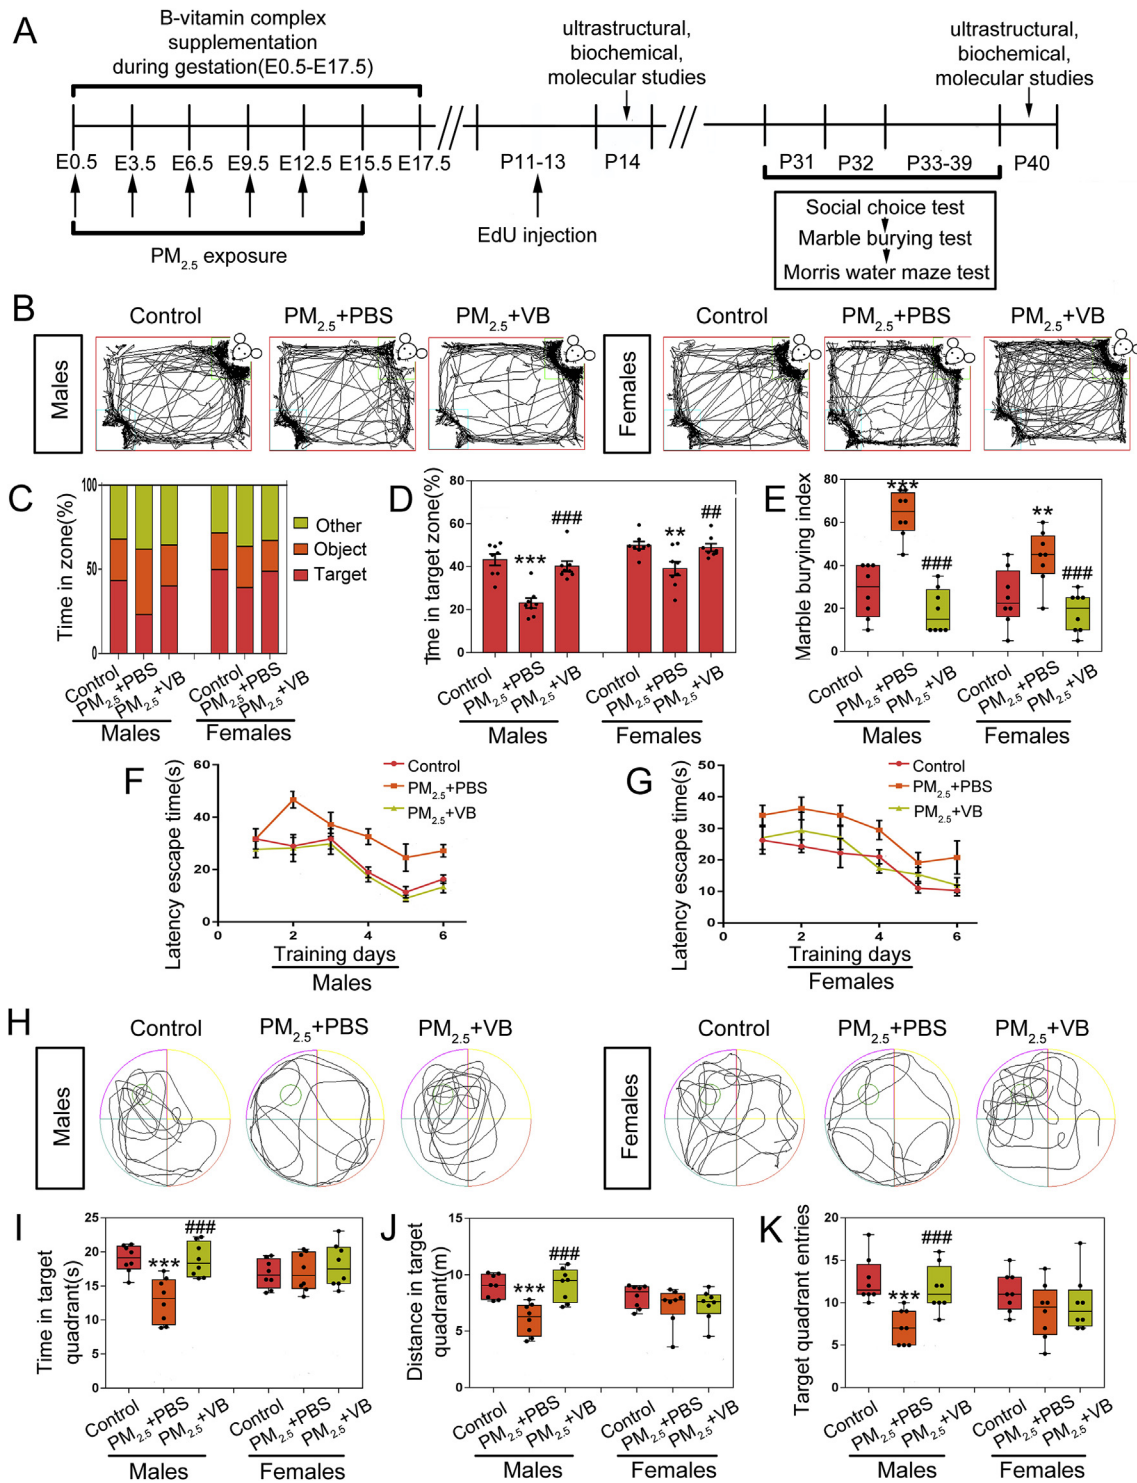 A
B-vitamin complex
supplementation
during gestation(E0.5-E17.5)
ultrastructural,
biochemical,
molecular studies
ultrastructural,
biochemical,
molecular studies
E0.5 E3.5 E6.5 E9.5 E12.5 E15.5 E17.5 P11-13 P14 P31 P32 P33-39 P40
PM2.5 exposure
EdU injection
Social choice test
Marble burying test
Morris water maze test
B
Control PM2.5+PBS PM2.5+VB Control PM2.5+PBS PM2.5+VB
Males
Females
C
Time in zone(%)
100
50
0
Other
Object
Target
Control PM2.5+PBS PM2.5+VB Control PM2.5+PBS PM2.5+VB
Males Females
D
Time in target zone(%)
80
60
40
20
0
*** ### ** ##
Control PM2.5+PBS PM2.5+VB Control PM2.5+PBS PM2.5+VB
Males Females
E
Marble burying index
80
60
40
20
0
*** ### ** ###
Control PM2.5+PBS PM2.5+VB Control PM2.5+PBS PM2.5+VB
Males Females
F
Latency escape time(s)
60
40
20
0
0 2 4 6
Control
PM2.5+PBS
PM2.5+VB
Training days
Males
G
Latency escape time(s)
50
40
30
20
10
0
0 2 4 6
Control
PM2.5+PBS
PM2.5+VB
Training days
Females
H
Control PM2.5+PBS PM2.5+VB Control PM2.5+PBS PM2.5+VB
Males
Females
I
Time in target
quadrant(s)
25
20
15
10
5
0
*** ###
Control PM2.5+PBS PM2.5+VB Control PM2.5+PBS PM2.5+VB
Males Females
J
Distance in target
quadrant(m)
15
10
5
0
*** ###
Control PM2.5+PBS PM2.5+VB Control PM2.5+PBS PM2.5+VB
Males Females
K
Target quadrant entries
20
15
10
5
0
*** ###
Control PM2.5+PBS PM2.5+VB Control PM2.5+PBS PM2.5+VB
Males Females